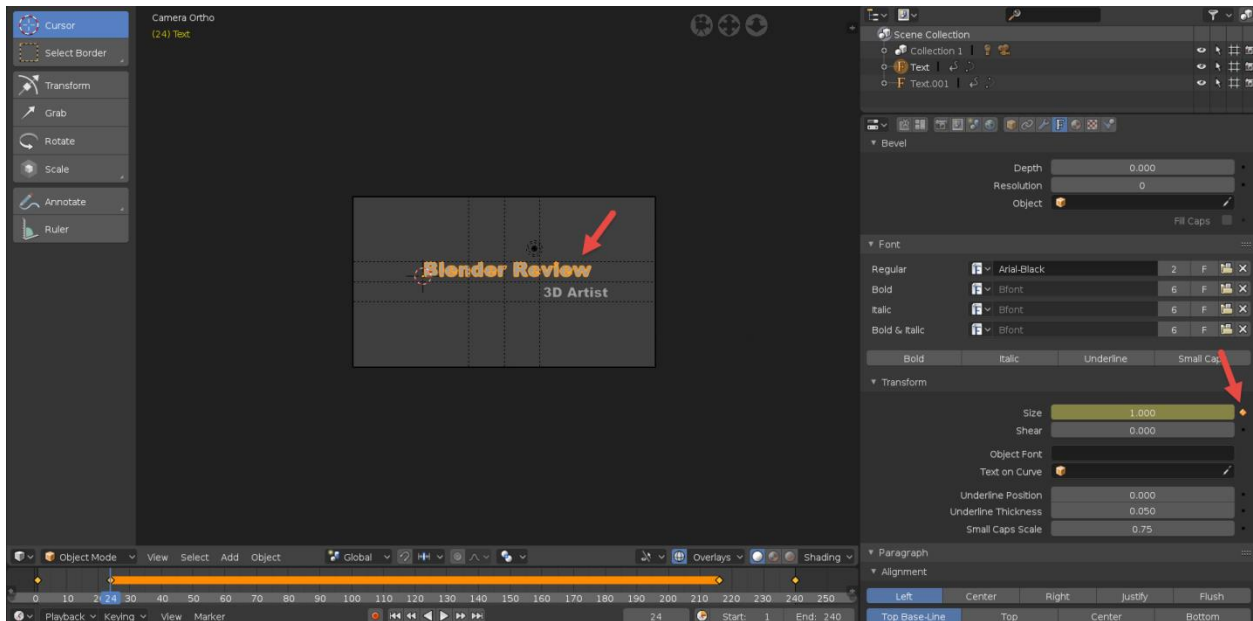 Cursor
Select Border
Transform
Grab
Rotate
Scale
Annotate
Ruler
Camera Ortho
(24) Text
Blender Review
3D Artist
Object Mode View Select Add Object Global Overlays Shading
0 10 24 30 40 50 60 70 80 90 100 110 120 130 140 150 160 170 180 190 200 210 220 230 240 250
Playback Keying View Marker 24 Start: 1 End: 240
Scene Collection
Collection 1
Text
Text.001
Bevel
Depth 0.000
Resolution 0
Object
Fill Caps
Font
Regular Arial-Black 2 F
Bold Bfont 6 F
Italic Bfont 6 F
Bold & Italic Bfont 6 F
Bold Italic Underline Small Caps
Transform
Size 1.000
Shear 0.000
Object Font
Text on Curve
Underline Position 0.000
Underline Thickness 0.050
Small Caps Scale 0.75
Paragraph
Alignment
Left Center Right Justify Flush
Top Base-Line Top Center Bottom